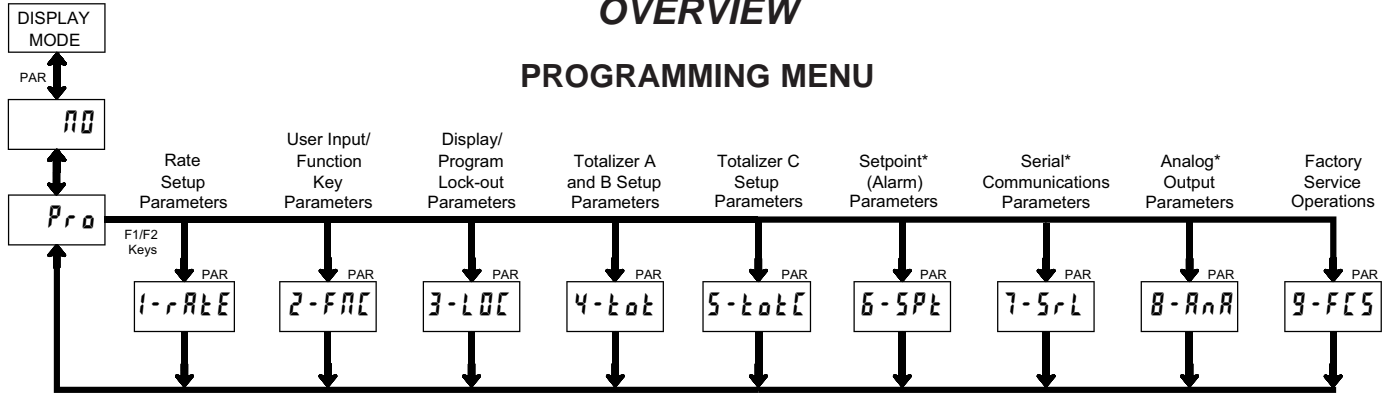 OVERVIEW
PROGRAMMING MENU
DISPLAY
MODE
PAR
NO
Pro
F1/F2
Keys
Rate
Setup
Parameters
PAR
1-rAtE
User Input/
Function
Key
Parameters
PAR
2-FNC
Display/
Program
Lock-out
Parameters
PAR
3-LOC
Totalizer A
and B Setup
Parameters
PAR
4-tot
Totalizer C
Setup
Parameters
PAR
5-totC
Setpoint*
(Alarm)
Parameters
PAR
6-SPt
Serial*
Communications
Parameters
PAR
7-SrL
Analog*
Output
Parameters
PAR
8-AnA
Factory
Service
Operations
PAR
9-FCS